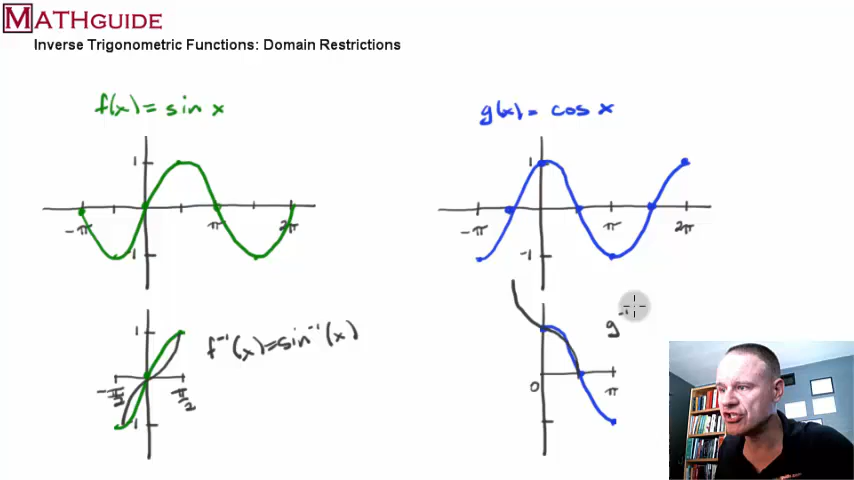 MATHGUIDE
Inverse Trigonometric Functions: Domain Restrictions
f(x) = sin x
g(x) = cos x
1
-π
π
2π
-1
1
-π
π
2π
-1
1
-π/2
π/2
-1
f⁻¹(x)=sin⁻¹(x)
g⁻¹
0
π